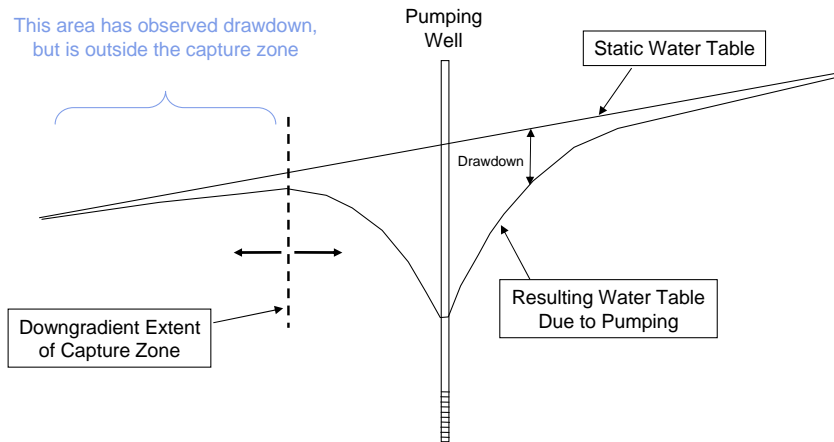 This area has observed drawdown,
but is outside the capture zone
Pumping
Well
Static Water Table
Drawdown
Resulting Water Table
Due to Pumping
Downgradient Extent
of Capture Zone